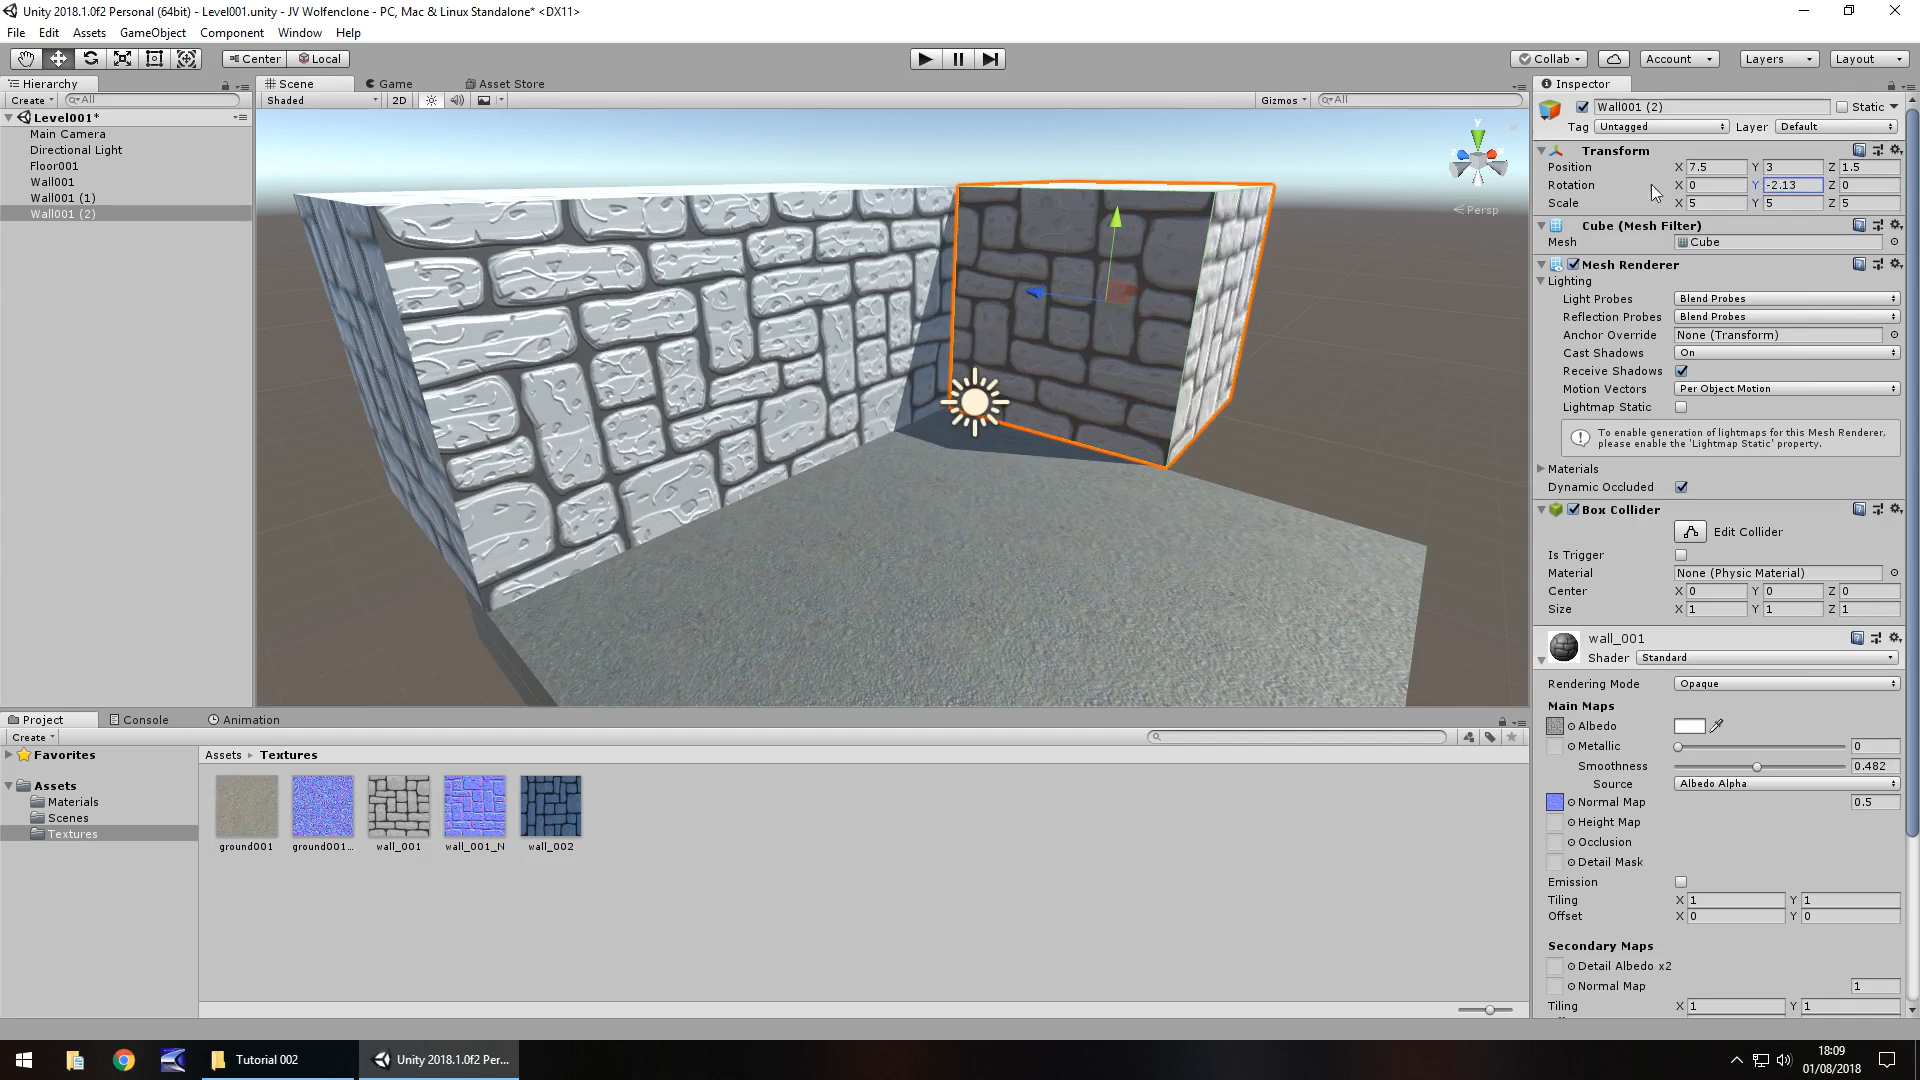 Unity 2018.1.0f2 Personal (64bit) - Level001.unity - JV Wolfenclone - PC, Mac & Linux Standalone* <DX11>
File Edit Assets GameObject Component Window Help
Center Local Collab Account Layers Layout
Hierarchy
Create All
Level001*
Main Camera
Directional Light
Floor001
Wall001
Wall001 (1)
Wall001 (2)
Scene Game Asset Store
Shaded 2D Gizmos All
y
x
z
Persp
Inspector
Wall001 (2) Static
Tag Untagged Layer Default
Transform
Position X 7.5 Y 3 Z 1.5
Rotation X 0 Y -2.13 Z 0
Scale X 5 Y 5 Z 5
Cube (Mesh Filter)
Mesh Cube
Mesh Renderer
Lighting
Light Probes Blend Probes
Reflection Probes Blend Probes
Anchor Override None (Transform)
Cast Shadows On
Receive Shadows
Motion Vectors Per Object Motion
Lightmap Static
To enable generation of lightmaps for this Mesh Renderer,
please enable the 'Lightmap Static' property.
Materials
Dynamic Occluded
Box Collider
Edit Collider
Is Trigger
Material None (Physic Material)
Center X 0 Y 0 Z 0
Size X 1 Y 1 Z 1
wall_001
Shader Standard
Rendering Mode Opaque
Main Maps
Albedo
Metallic 0
Smoothness 0.482
Source Albedo Alpha
Normal Map 0.5
Height Map
Occlusion
Detail Mask
Emission
Tiling X 1 Y 1
Offset X 0 Y 0
Secondary Maps
Detail Albedo x2
Normal Map 1
Tiling X 1 Y 1
Project Console Animation
Create
Favorites
Assets
Materials
Scenes
Textures
Assets Textures
ground001 ground001... wall_001 wall_001_N wall_002
Tutorial 002 Unity 2018.1.0f2 Per...
18:09
01/08/2018